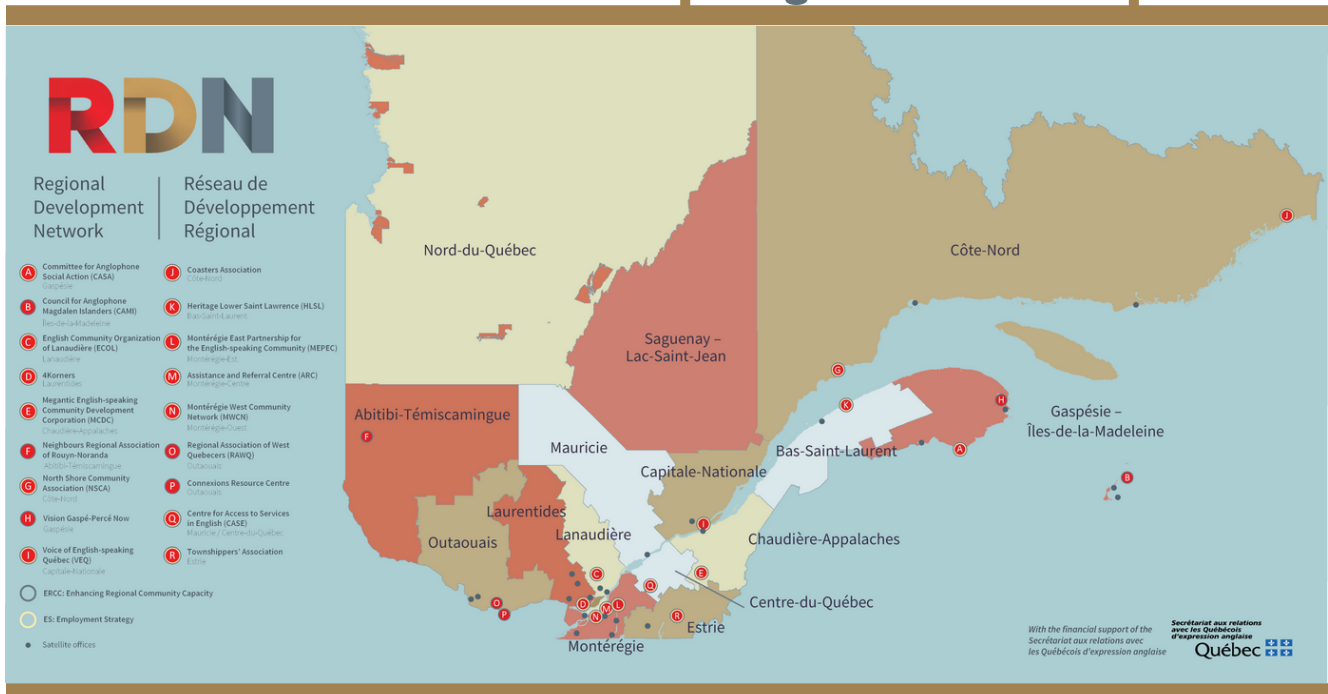 RDN
Regional
Development
Network
Réseau de
Développement
Régional
A
Committee for Anglophone
Social Action (CASA)
Gaspésie
B
Council for Anglophone
Magdalen Islanders (CAMI)
Îles-de-la-Madeleine
C
English Community Organization
of Lanaudière (ECOL)
Lanaudière
D
4Korners
Laurentides
E
Megantic English-speaking
Community Development
Corporation (MCDC)
Chaudière-Appalaches
F
Neighbours Regional Association
of Rouyn-Noranda
Abitibi-Témiscamingue
G
North Shore Community
Association (NSCA)
Côte-Nord
H
Vision Gaspé-Percé Now
Gaspésie
I
Voice of English-speaking
Québec (VEQ)
Capitale-Nationale
J
Coasters Association
Côte-Nord
K
Heritage Lower Saint Lawrence (HLSL)
Bas-Saint-Laurent
L
Montérégie East Partnership for
the English-speaking Community (MEPEC)
Montérégie-Est
M
Assistance and Referral Centre (ARC)
Montérégie-Centre
N
Montérégie West Community
Network (MWCN)
Montérégie-Ouest
O
Regional Association of West
Quebecers (RAWQ)
Outaouais
P
Connexions Resource Centre
Outaouais
Q
Centre for Access to Services
in English (CASE)
Mauricie / Centre-du-Québec
R
Townshippers' Association
Estrie
ERCC: Enhancing Regional Community Capacity
ES: Employment Strategy
Satellite offices
Nord-du-Québec
Côte-Nord
J
Saguenay –
Lac-Saint-Jean
G
Abitibi-Témiscamingue
F
K
H
Gaspésie –
Îles-de-la-Madeleine
Mauricie
Bas-Saint-Laurent
A
Capitale-Nationale
B
Laurentides
I
Lanaudière
Outaouais
Chaudière-Appalaches
C
E
Q
Centre-du-Québec
O
D
M
L
P
N
R
Estrie
Montérégie
With the financial support of the
Secrétariat aux relations avec
les Québécois d'expression anglaise
Secrétariat aux relations
avec les Québécois
d'expression anglaise
Québec